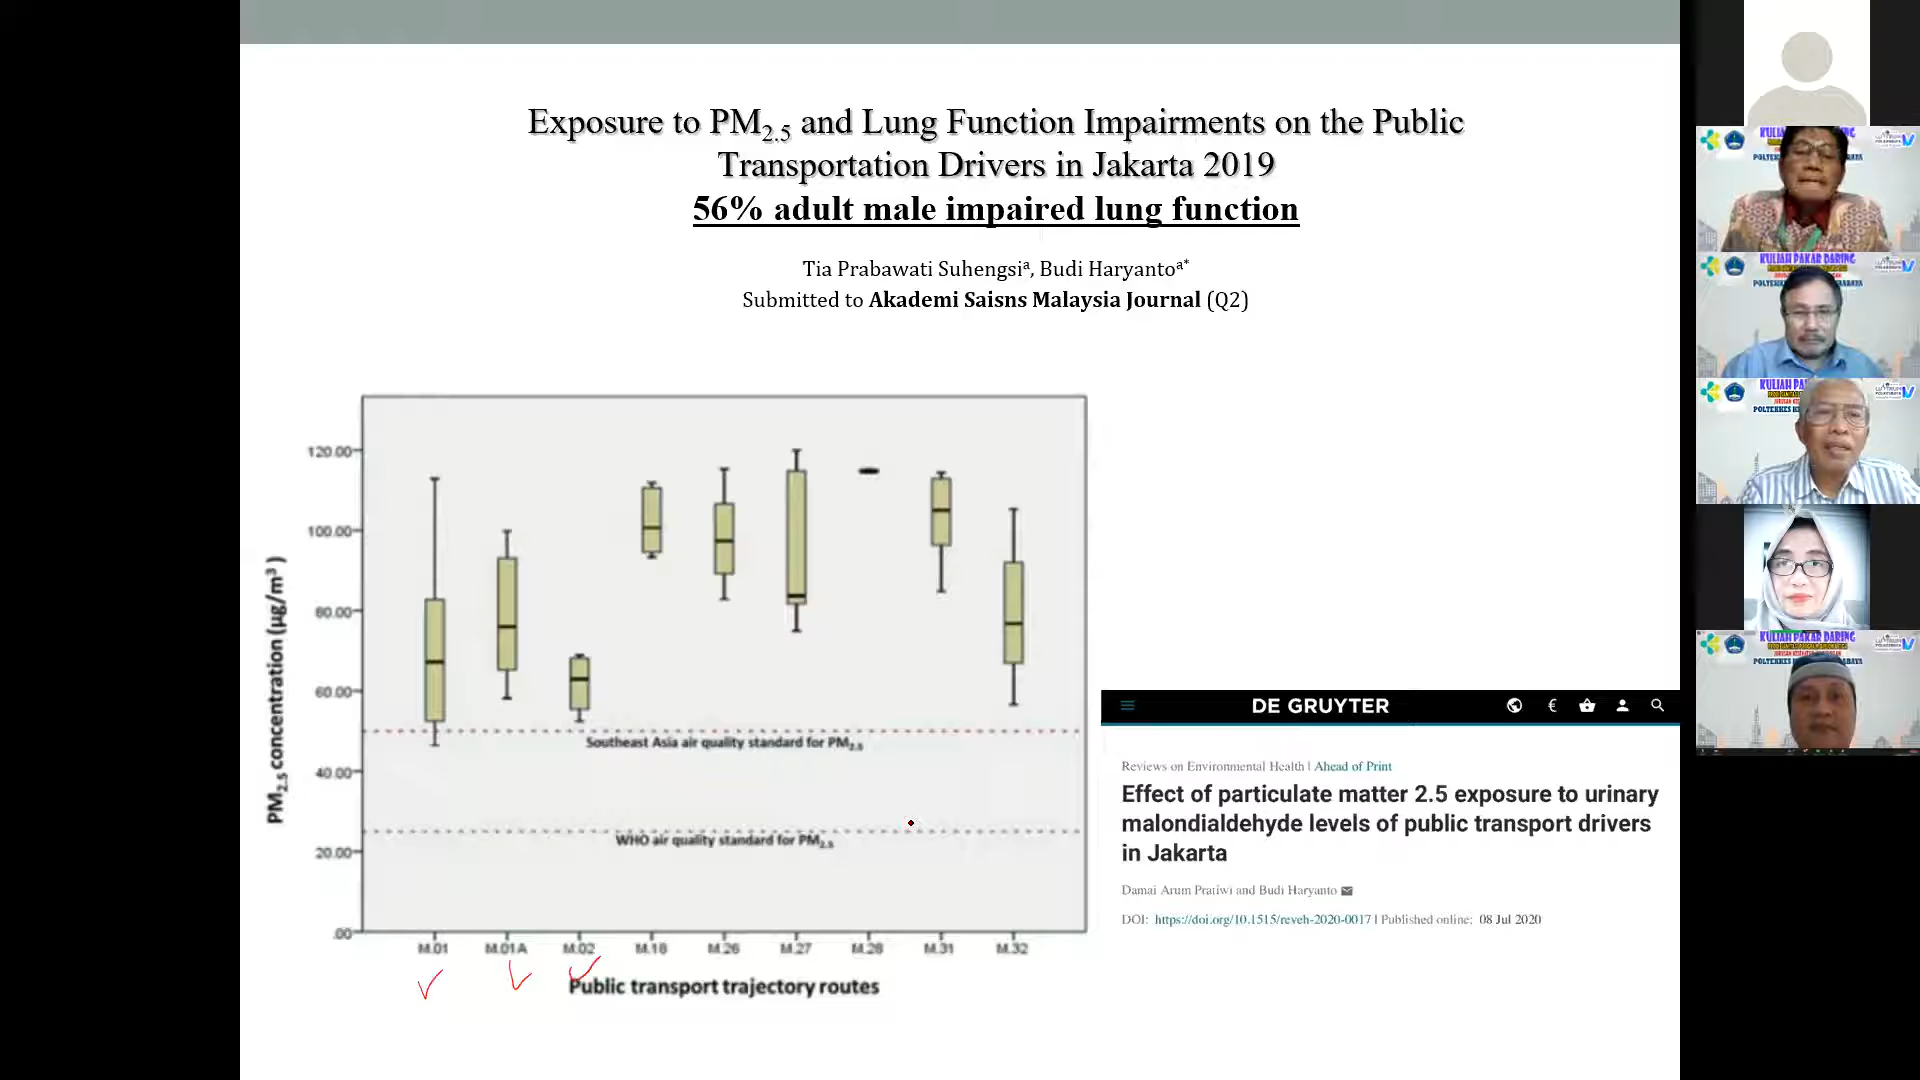 Exposure to PM2.5 and Lung Function Impairments on the Public
Transportation Drivers in Jakarta 2019
56% adult male impaired lung function
Tia Prabawati Suhengsiᵃ, Budi Haryantoᵃ*
Submitted to Akademi Saisns Malaysia Journal (Q2)
PM2.5 concentration (µg/m³)
120.00
100.00
80.00
60.00
40.00
20.00
.00
Southeast Asia air quality standard for PM2.5
WHO air quality standard for PM2.5
M.01 M.01A M.02 M.18 M.26 M.27 M.28 M.31 M.32
Public transport trajectory routes
DE GRUYTER
€
Reviews on Environmental Health | Ahead of Print
Effect of particulate matter 2.5 exposure to urinary
malondialdehyde levels of public transport drivers
in Jakarta
Damai Arum Pratiwi and Budi Haryanto
DOI: https://doi.org/10.1515/reveh-2020-0017 | Published online: 08 Jul 2020
KULIAH PAKAR DARING
KULIAH PAKAR DARING